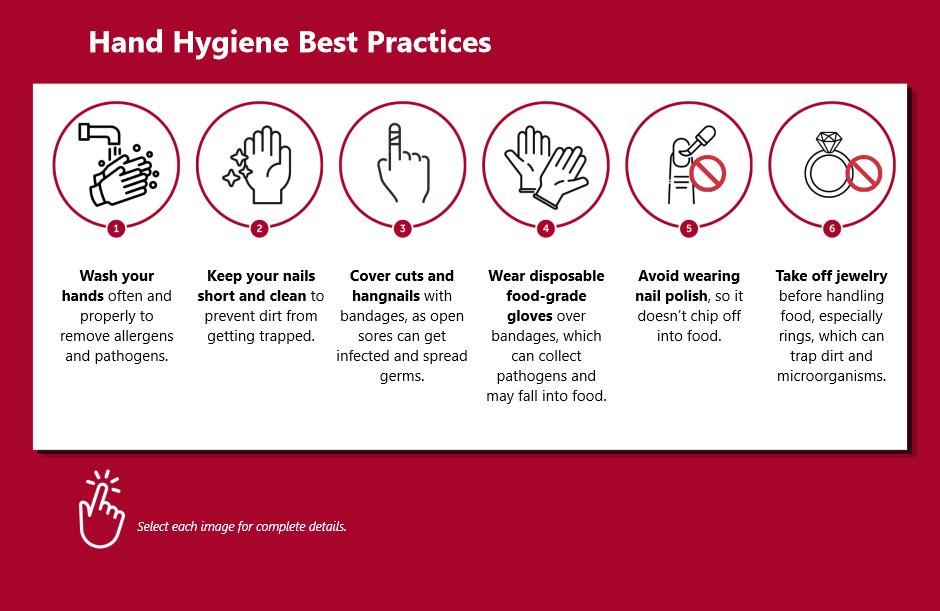 Hand Hygiene Best Practices
1
Wash your
hands often and
properly to
remove allergens
and pathogens.
2
Keep your nails
short and clean to
prevent dirt from
getting trapped.
3
Cover cuts and
hangnails with
bandages, as open
sores can get
infected and spread
germs.
4
Wear disposable
food-grade
gloves over
bandages, which
can collect
pathogens and
may fall into food.
5
Avoid wearing
nail polish, so it
doesn't chip off
into food.
6
Take off jewelry
before handling
food, especially
rings, which can
trap dirt and
microorganisms.
Select each image for complete details.